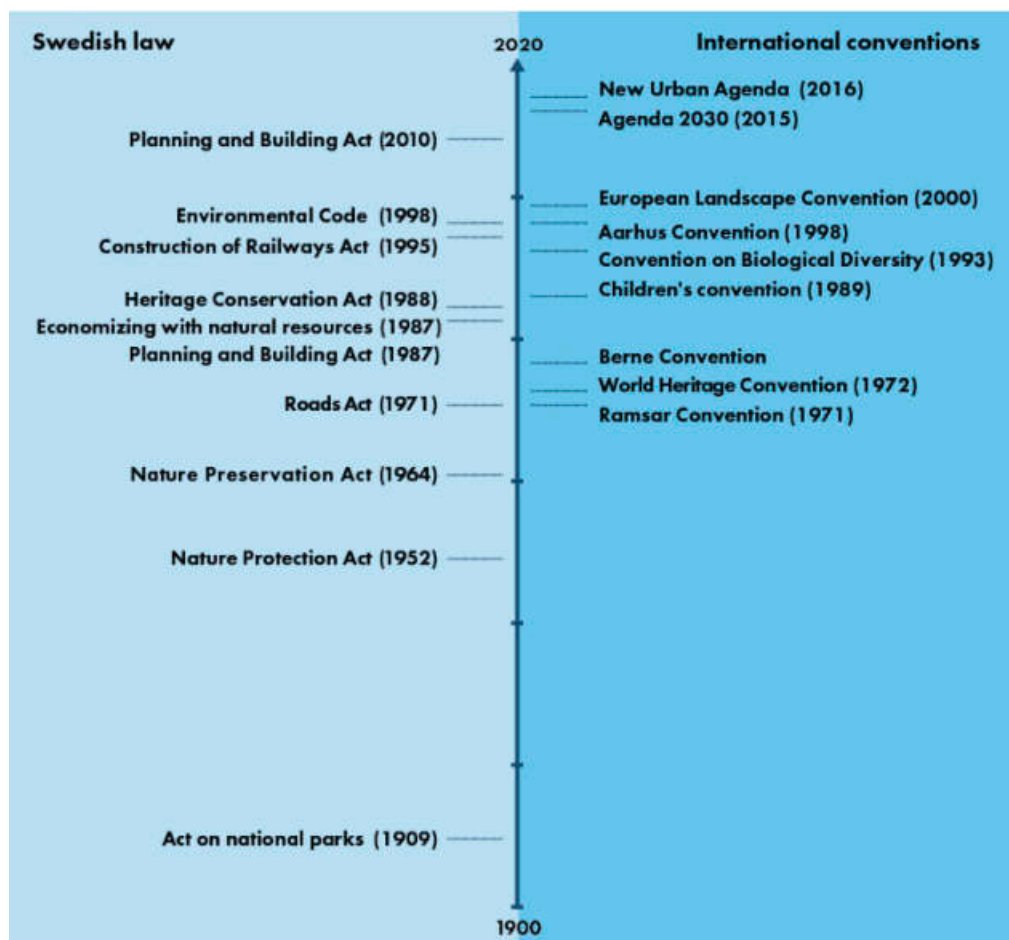 Swedish law
2020
International conventions
New Urban Agenda (2016)
Agenda 2030 (2015)
Planning and Building Act (2010)
European Landscape Convention (2000)
Environmental Code (1998)
Aarhus Convention (1998)
Construction of Railways Act (1995)
Convention on Biological Diversity (1993)
Children's convention (1989)
Heritage Conservation Act (1988)
Economizing with natural resources (1987)
Planning and Building Act (1987)
Berne Convention
World Heritage Convention (1972)
Roads Act (1971)
Ramsar Convention (1971)
Nature Preservation Act (1964)
Nature Protection Act (1952)
Act on national parks (1909)
1900